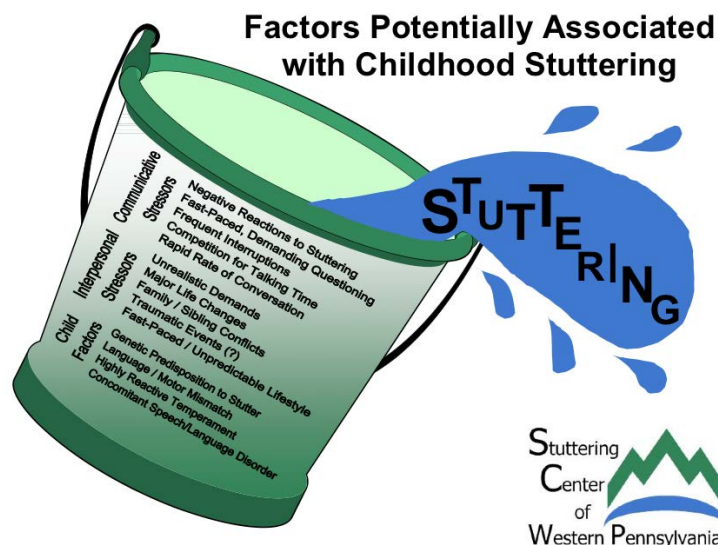 Factors Potentially Associated
with Childhood Stuttering
Communicative
Stressors
Negative Reactions to Stuttering
Fast-Paced, Demanding Questioning
Frequent Interruptions
Competition for Talking Time
Rapid Rate of Conversation
Interpersonal
Stressors
Unrealistic Demands
Major Life Changes
Family / Sibling Conflicts
Traumatic Events (?)
Fast-Paced / Unpredictable Lifestyle
Child
Factors
Genetic Predisposition to Stutter
Language / Motor Mismatch
Highly Reactive Temperament
Concomitant Speech/Language Disorder
STUTTERING
Stuttering
Center
of
Western Pennsylvania